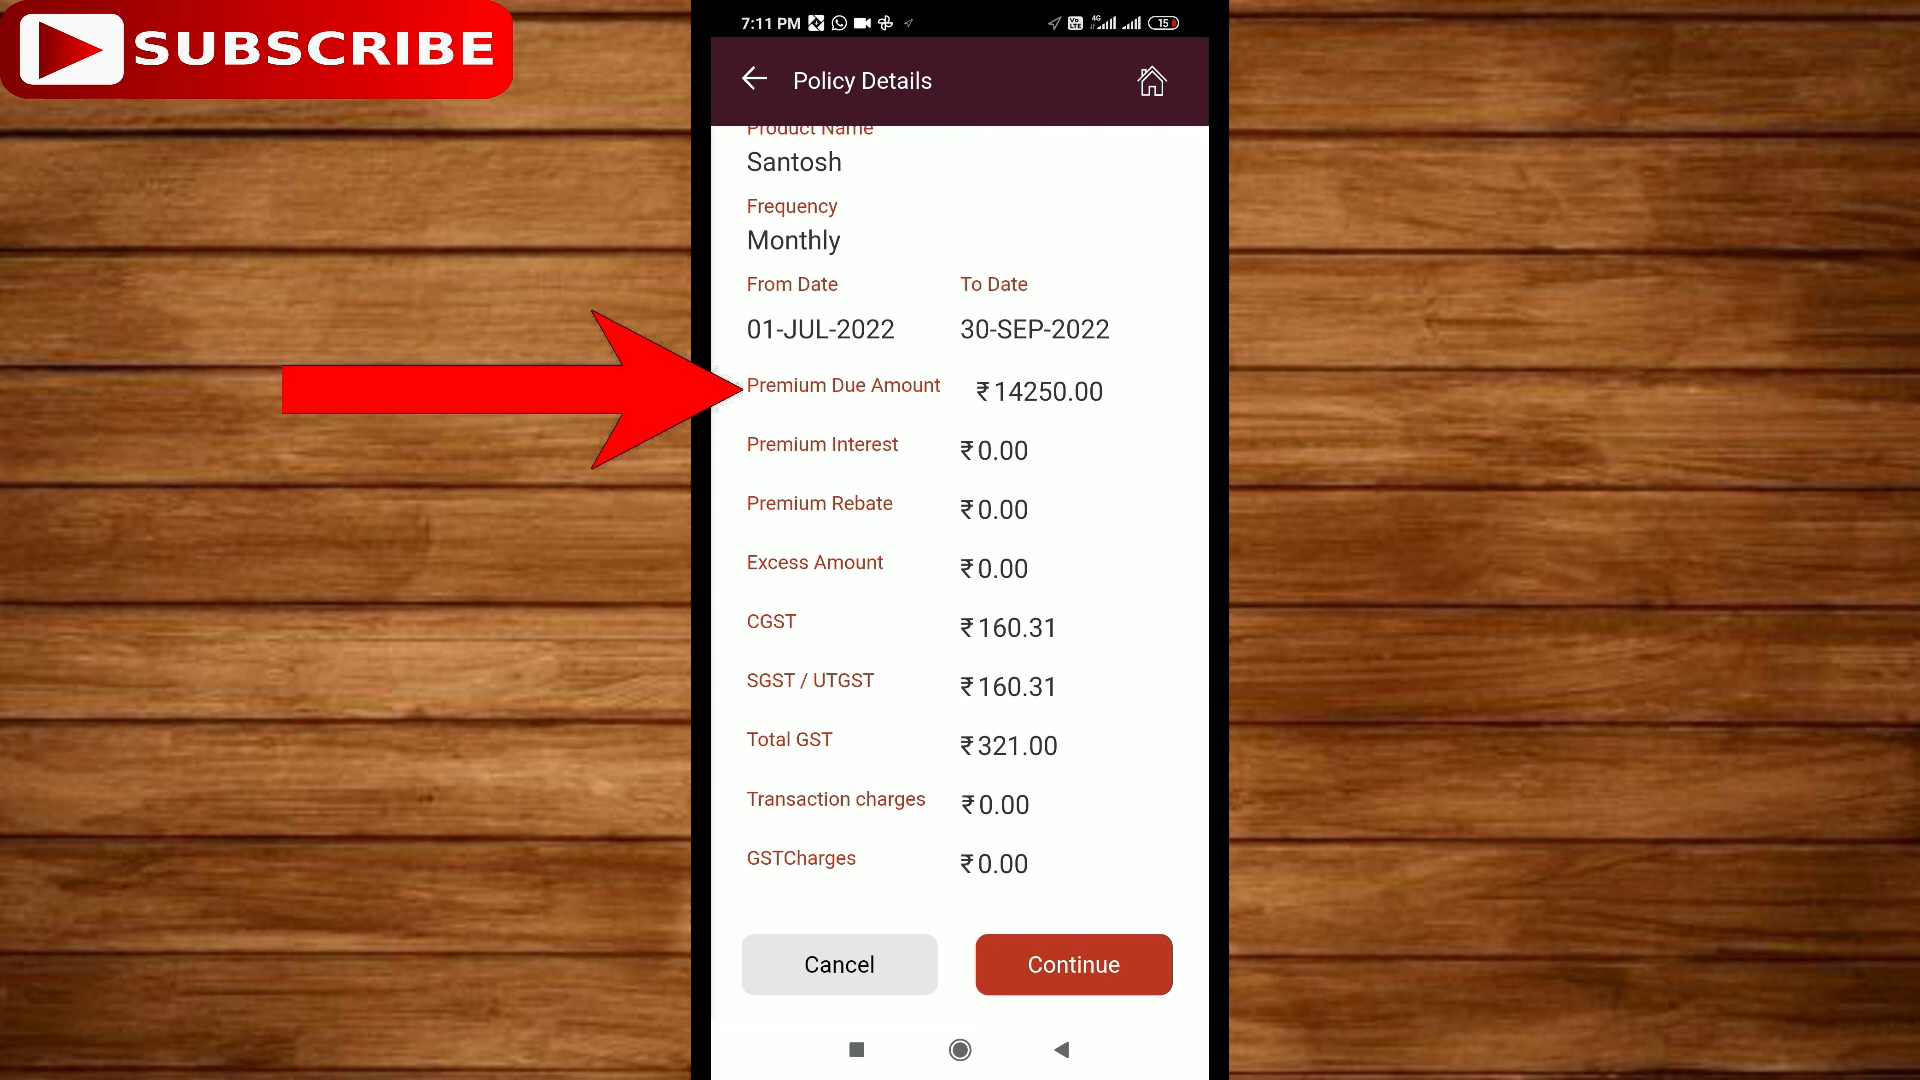 SUBSCRIBE
7:11 PM
4G
15
Policy Details
Product Name
Santosh
Frequency
Monthly
From Date To Date
01-JUL-2022 30-SEP-2022
Premium Due Amount ₹14250.00
Premium Interest ₹0.00
Premium Rebate ₹0.00
Excess Amount ₹0.00
CGST ₹160.31
SGST / UTGST ₹160.31
Total GST ₹321.00
Transaction charges ₹0.00
GSTCharges ₹0.00
Cancel Continue